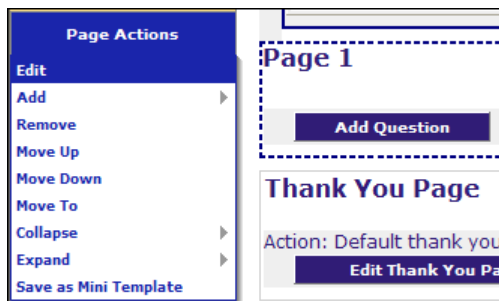 Page Actions
Edit
Add
Remove
Move Up
Move Down
Move To
Collapse
Expand
Save as Mini Template
Page 1
Add Question
Thank You Page
Action: Default thank you
Edit Thank You